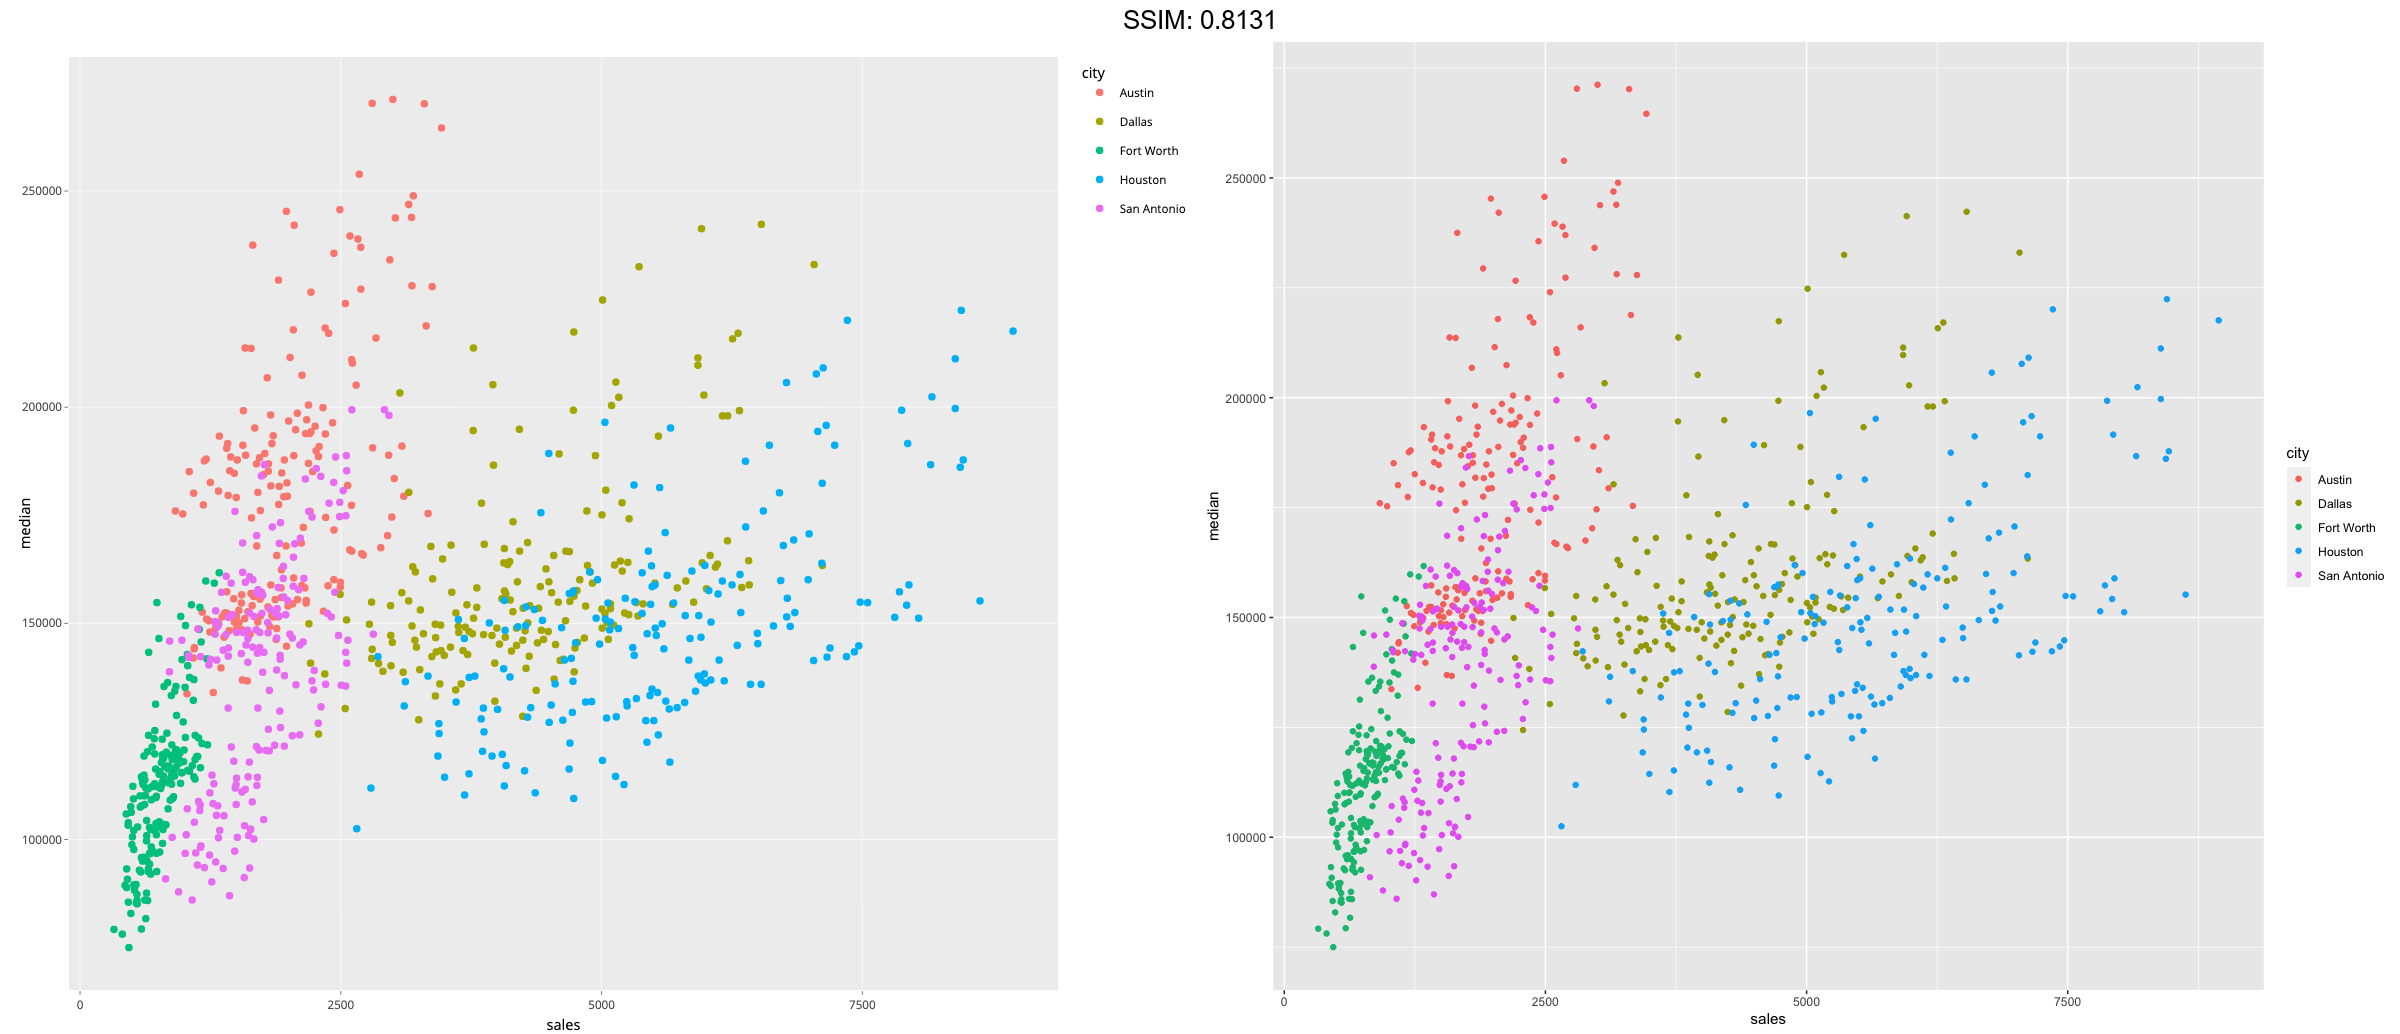 SSIM: 0.8131
city
Austin
Dallas
Fort Worth
Houston
San Antonio
median
250000
200000
150000
100000
0
2500
5000
7500
sales
median
250000
200000
150000
100000
0
2500
5000
7500
sales
city
Austin
Dallas
Fort Worth
Houston
San Antonio